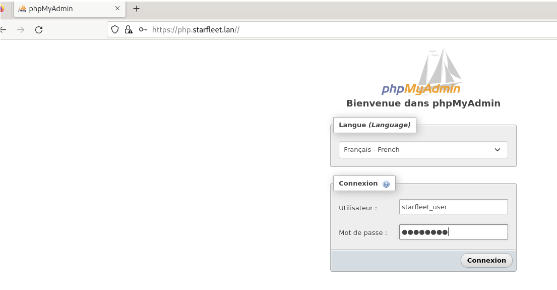 phpMyAdmin
https://php.starfleet.lan//
phpMyAdmin
Bienvenue dans phpMyAdmin
Langue (Language)
Français - French
Connexion
Utilisateur :
starfleet_user
Mot de passe :
●●●●●●●●
Connexion